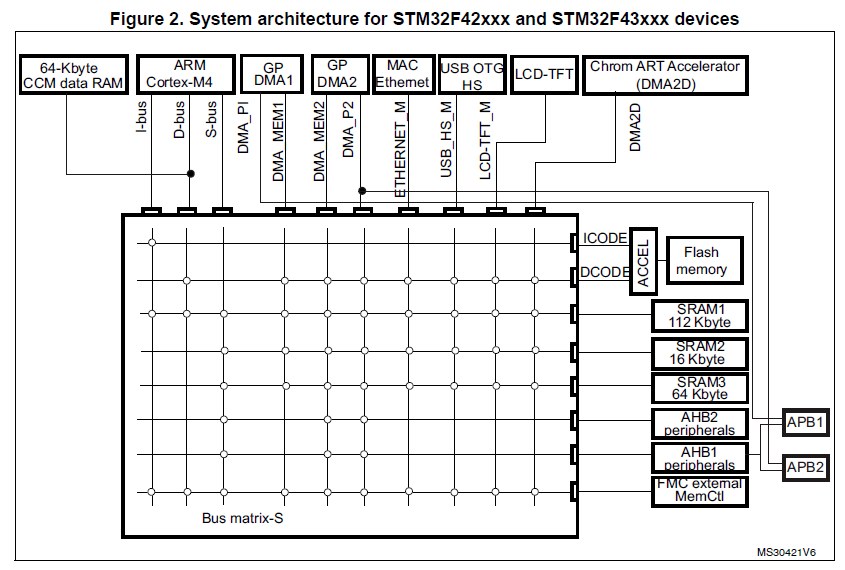 Figure 2. System architecture for STM32F42xxx and STM32F43xxx devices
64-Kbyte
CCM data RAM
ARM
Cortex-M4
GP
DMA1
GP
DMA2
MAC
Ethernet
USB OTG
HS
LCD-TFT
Chrom ART Accelerator
(DMA2D)
I-bus
D-bus
S-bus
DMA_PI
DMA_MEM1
DMA_MEM2
DMA_P2
ETHERNET_M
USB_HS_M
LCD-TFT_M
DMA2D
ICODE
DCODE
ACCEL
Flash
memory
SRAM1
112 Kbyte
SRAM2
16 Kbyte
SRAM3
64 Kbyte
AHB2
peripherals
APB1
AHB1
peripherals
APB2
FMC external
MemCtl
Bus matrix-S
MS30421V6